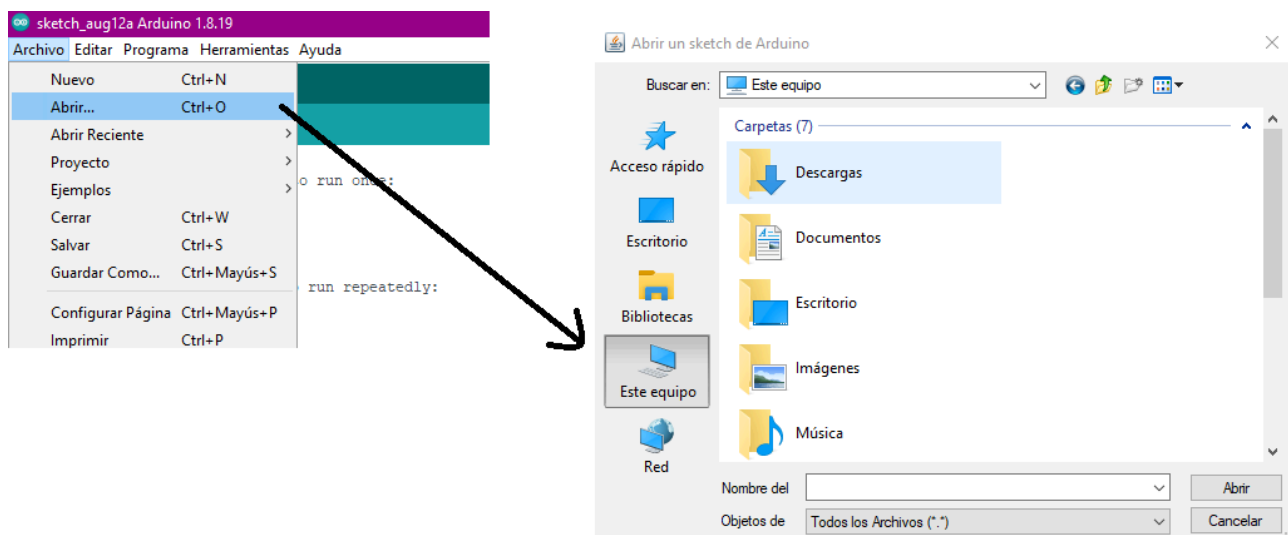 sketch_aug12a Arduino 1.8.19
Archivo Editar Programa Herramientas Ayuda
Nuevo Ctrl+N
Abrir... Ctrl+O
Abrir Reciente
Proyecto
Ejemplos
Cerrar Ctrl+W
Salvar Ctrl+S
Guardar Como... Ctrl+Mayús+S
Configurar Página Ctrl+Mayús+P
Imprimir Ctrl+P
o run once:
run repeatedly:
Abrir un sketch de Arduino
Buscar en: Este equipo
Acceso rápido
Escritorio
Bibliotecas
Este equipo
Red
Carpetas (7)
Descargas
Documentos
Escritorio
Imágenes
Música
Nombre del
Abrir
Objetos de Todos los Archivos (*.*)
Cancelar